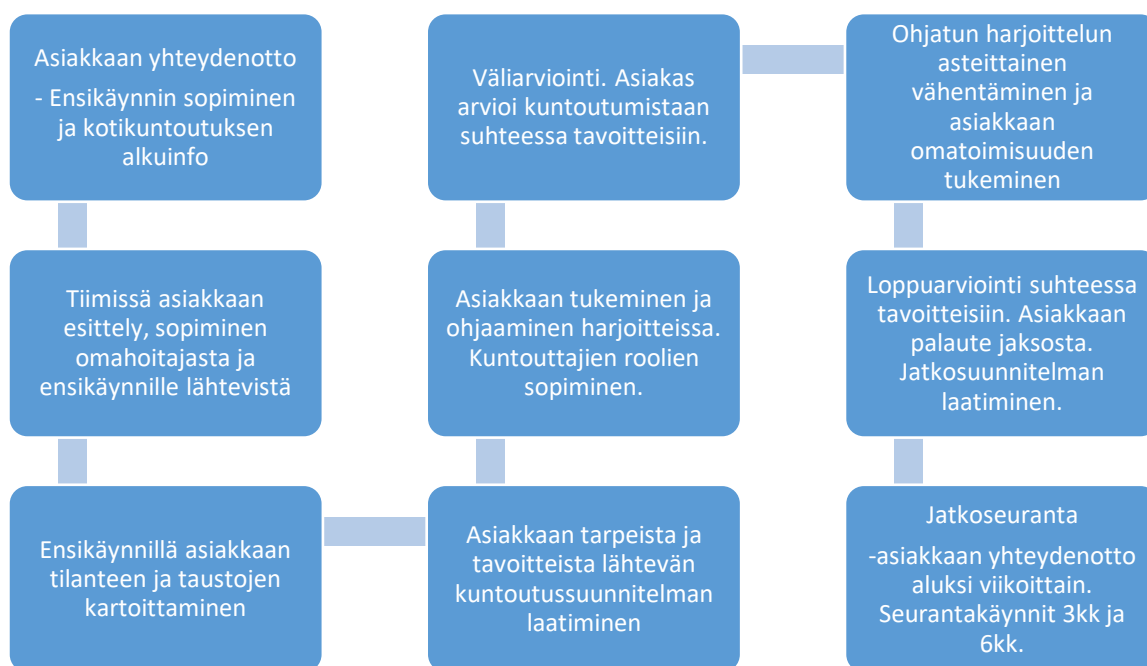 Asiakkaan yhteydenotto
- Ensikäynnin sopiminen
ja kotikuntoutuksen
alkuinfo
Tiimissä asiakkaan
esittely, sopiminen
omahoitajasta ja
ensikäynnille lähtevistä
Ensikäynnillä asiakkaan
tilanteen ja taustojen
kartoittaminen
Asiakkaan tarpeista ja
tavoitteista lähtevän
kuntoutussuunnitelman
laatiminen
Asiakkaan tukeminen ja
ohjaaminen harjoitteissa.
Kuntouttajien roolien
sopiminen.
Väliarviointi. Asiakas
arvioi kuntoutumistaan
suhteessa tavoitteisiin.
Ohjatun harjoittelun
asteittainen
vähentäminen ja
asiakkaan
omatoimisuuden
tukeminen
Loppuarviointi suhteessa
tavoitteisiin. Asiakkaan
palaute jaksosta.
Jatkosuunnitelman
laatiminen.
Jatkoseuranta
-asiakkaan yhteydenotto
aluksi viikoittain.
Seurantakäynnit 3kk ja
6kk.